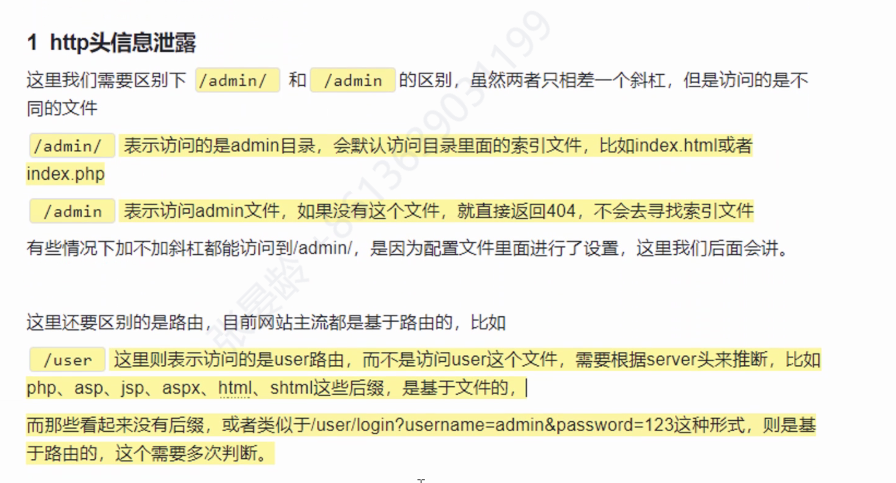 1 http头信息泄露
这里我们需要区别下 /admin/ 和 /admin 的区别，虽然两者只相差一个斜杠，但是访问的是不
同的文件
/admin/ 表示访问的是admin目录，会默认访问目录里面的索引文件，比如index.html或者
index.php
/admin 表示访问admin文件，如果没有这个文件，就直接返回404，不会去寻找索引文件
有些情况下加不加斜杠都能访问到/admin/，是因为配置文件里面进行了设置，这里我们后面会讲。
这里还要区别的是路由，目前网站主流都是基于路由的，比如
/user 这里则表示访问的是user路由，而不是访问user这个文件，需要根据server头来推断，比如
php、asp、jsp、aspx、html、shtml这些后缀，是基于文件的，
而那些看起来没有后缀，或者类似于/user/login?username=admin&password=123这种形式，则是基
于路由的，这个需要多次判断。
张晏龄 +8613639031199